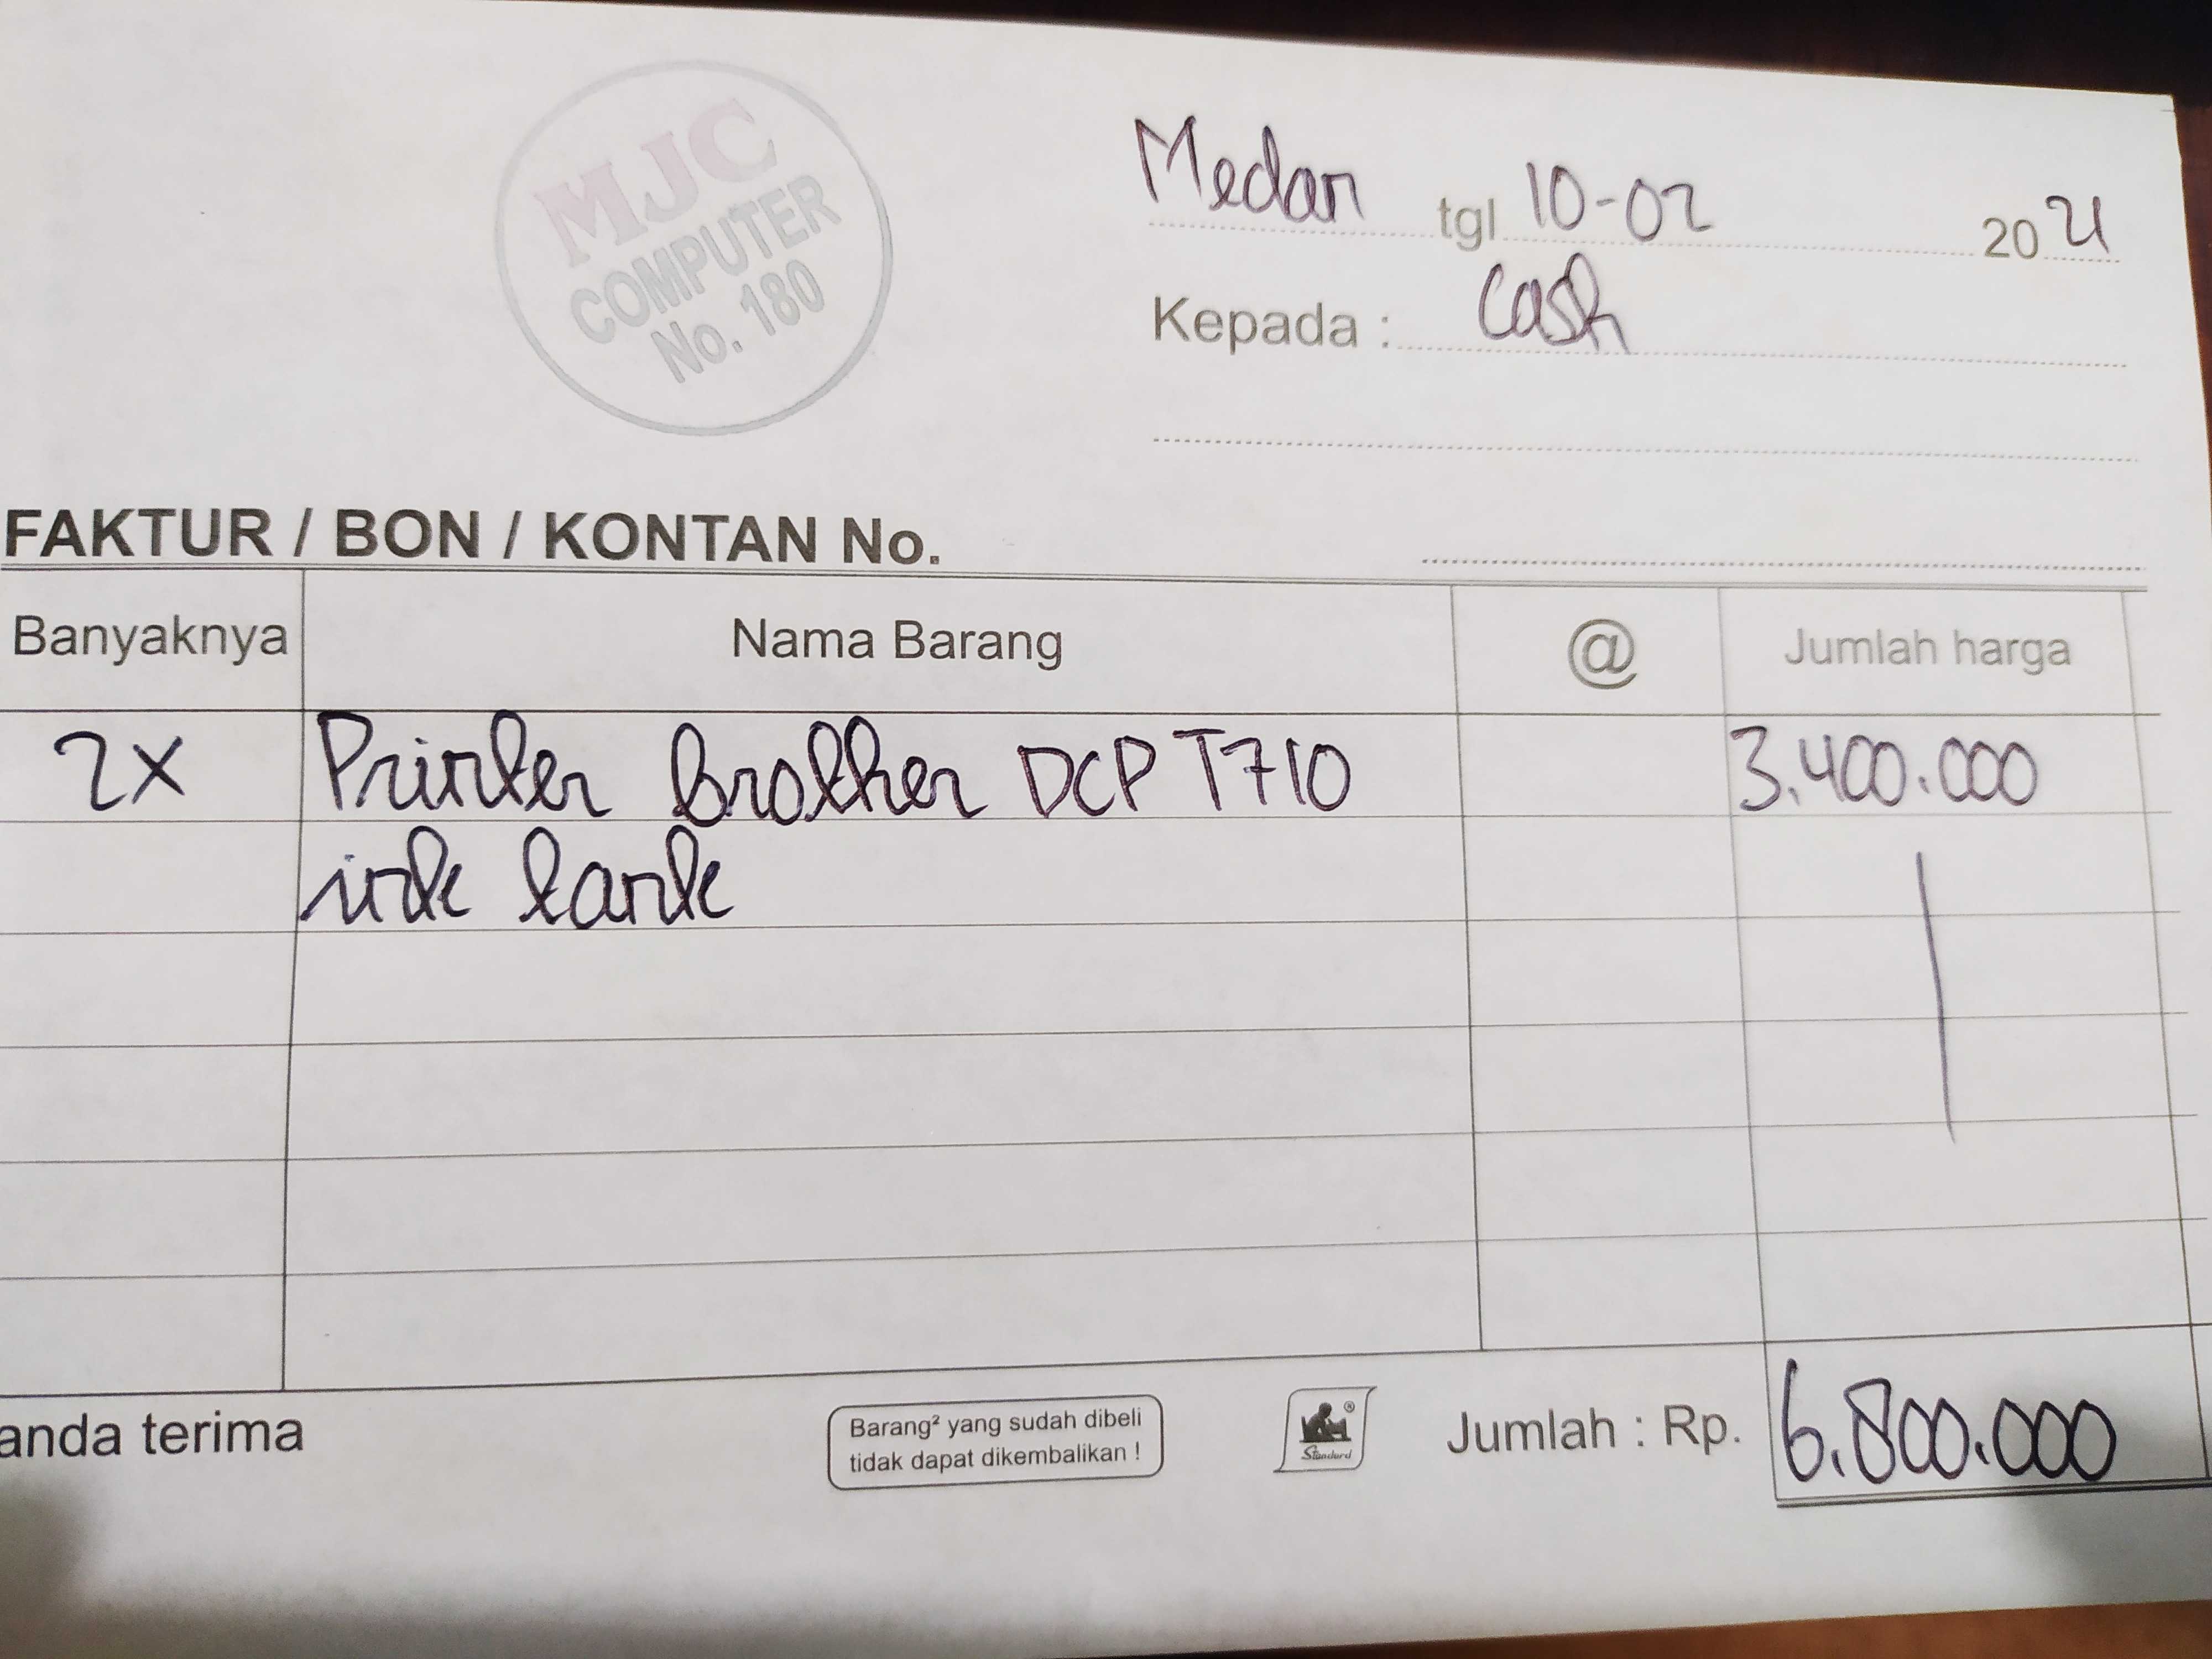 MJC
COMPUTER
No. 180
Medan tgl 10-02 2021
Kepada : Cash
FAKTUR / BON / KONTAN No.
Banyaknya Nama Barang @ Jumlah harga
2x Printer Brother DCP T710 3.400.000
ink tank
anda terima
Barang² yang sudah dibeli
tidak dapat dikembalikan !
Standard ®
Jumlah : Rp. 6.800.000